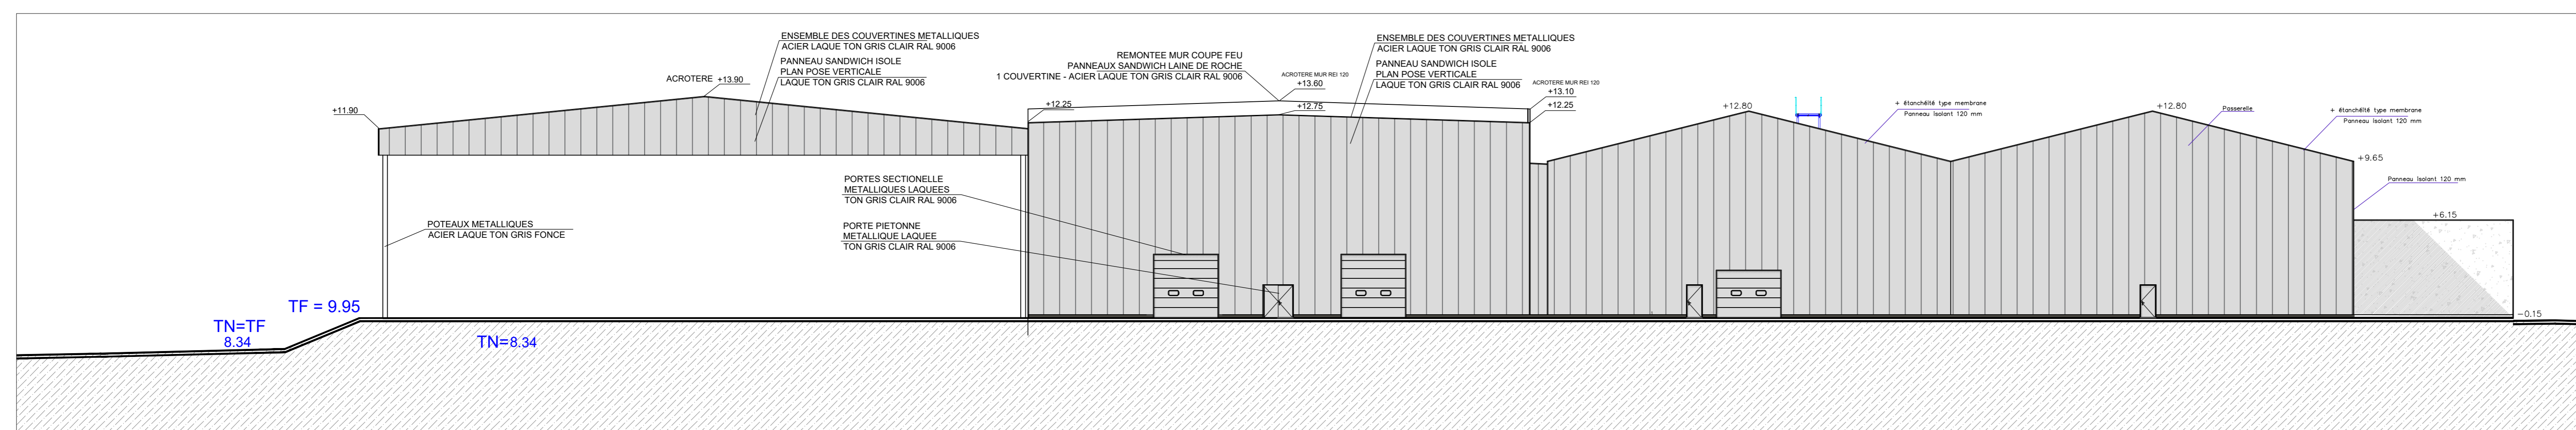 ENSEMBLE DES COUVERTINES METALLIQUES
ACIER LAQUE TON GRIS CLAIR RAL 9006
PANNEAU SANDWICH ISOLE
PLAN POSE VERTICALE
LAQUE TON GRIS CLAIR RAL 9006
ACROTERE +13.90
+11.90
REMONTEE MUR COUPE FEU
PANNEAUX SANDWICH LAINE DE ROCHE
1 COUVERTINE - ACIER LAQUE TON GRIS CLAIR RAL 9006
ACROTERE MUR REI 120
+13.60
+12.25
+12.75
ENSEMBLE DES COUVERTINES METALLIQUES
ACIER LAQUE TON GRIS CLAIR RAL 9006
PANNEAU SANDWICH ISOLE
PLAN POSE VERTICALE
LAQUE TON GRIS CLAIR RAL 9006
ACROTERE MUR REI 120
+13.10
+12.25
+12.80
+ étanchéîté type membrane
Panneau Isolant 120 mm
+12.80
Passerelle
+ étanchéîté type membrane
Panneau Isolant 120 mm
+9.65
Panneau Isolant 120 mm
+6.15
-0.15
PORTES SECTIONELLE
METALLIQUES LAQUEES
TON GRIS CLAIR RAL 9006
PORTE PIETONNE
METALLIQUE LAQUEE
TON GRIS CLAIR RAL 9006
POTEAUX METALLIQUES
ACIER LAQUE TON GRIS FONCE
TF = 9.95
TN=TF
8.34
TN=8.34